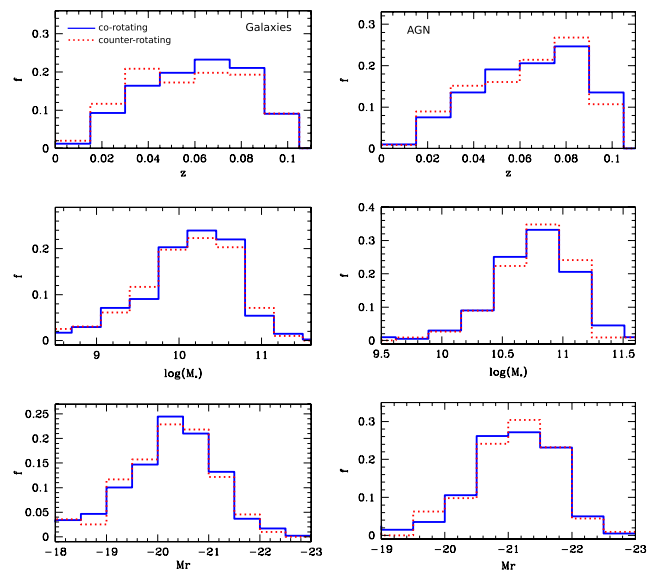 co-rotating
counter-rotating
Galaxies
f
0.3
0.2
0.1
0
0 0.02 0.04 0.06 0.08 0.1
z
AGN
f
0.3
0.2
0.1
0
0.02 0.04 0.06 0.08 0.1
z
f
0.2
0.1
0
9 10 11
log(M*)
f
0.4
0.3
0.2
0.1
0
9.5 10 10.5 11 11.5
log(M*)
f
0.25
0.2
0.15
0.1
0.05
0
-18 -19 -20 -21 -22 -23
Mr
f
0.3
0.2
0.1
0
-19 -20 -21 -22 -23
Mr